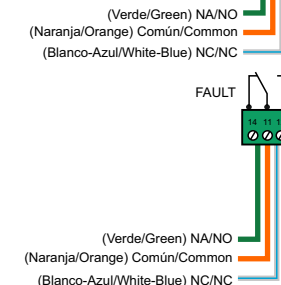 (Verde/Green) NA/NO
(Naranja/Orange) Común/Common
(Blanco-Azul/White-Blue) NC/NC
FAULT
14 11
(Verde/Green) NA/NO
(Naranja/Orange) Común/Common
(Blanco-Azul/White-Blue) NC/NC